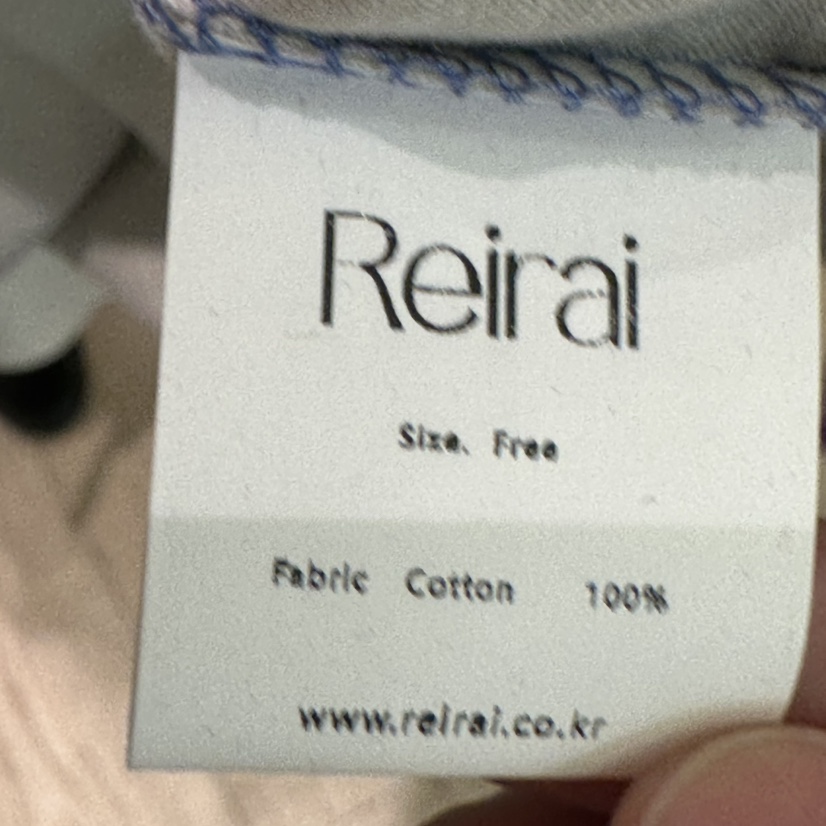 Reirai
Size. Free
Fabric Cotton 100%
www.reirai.co.kr